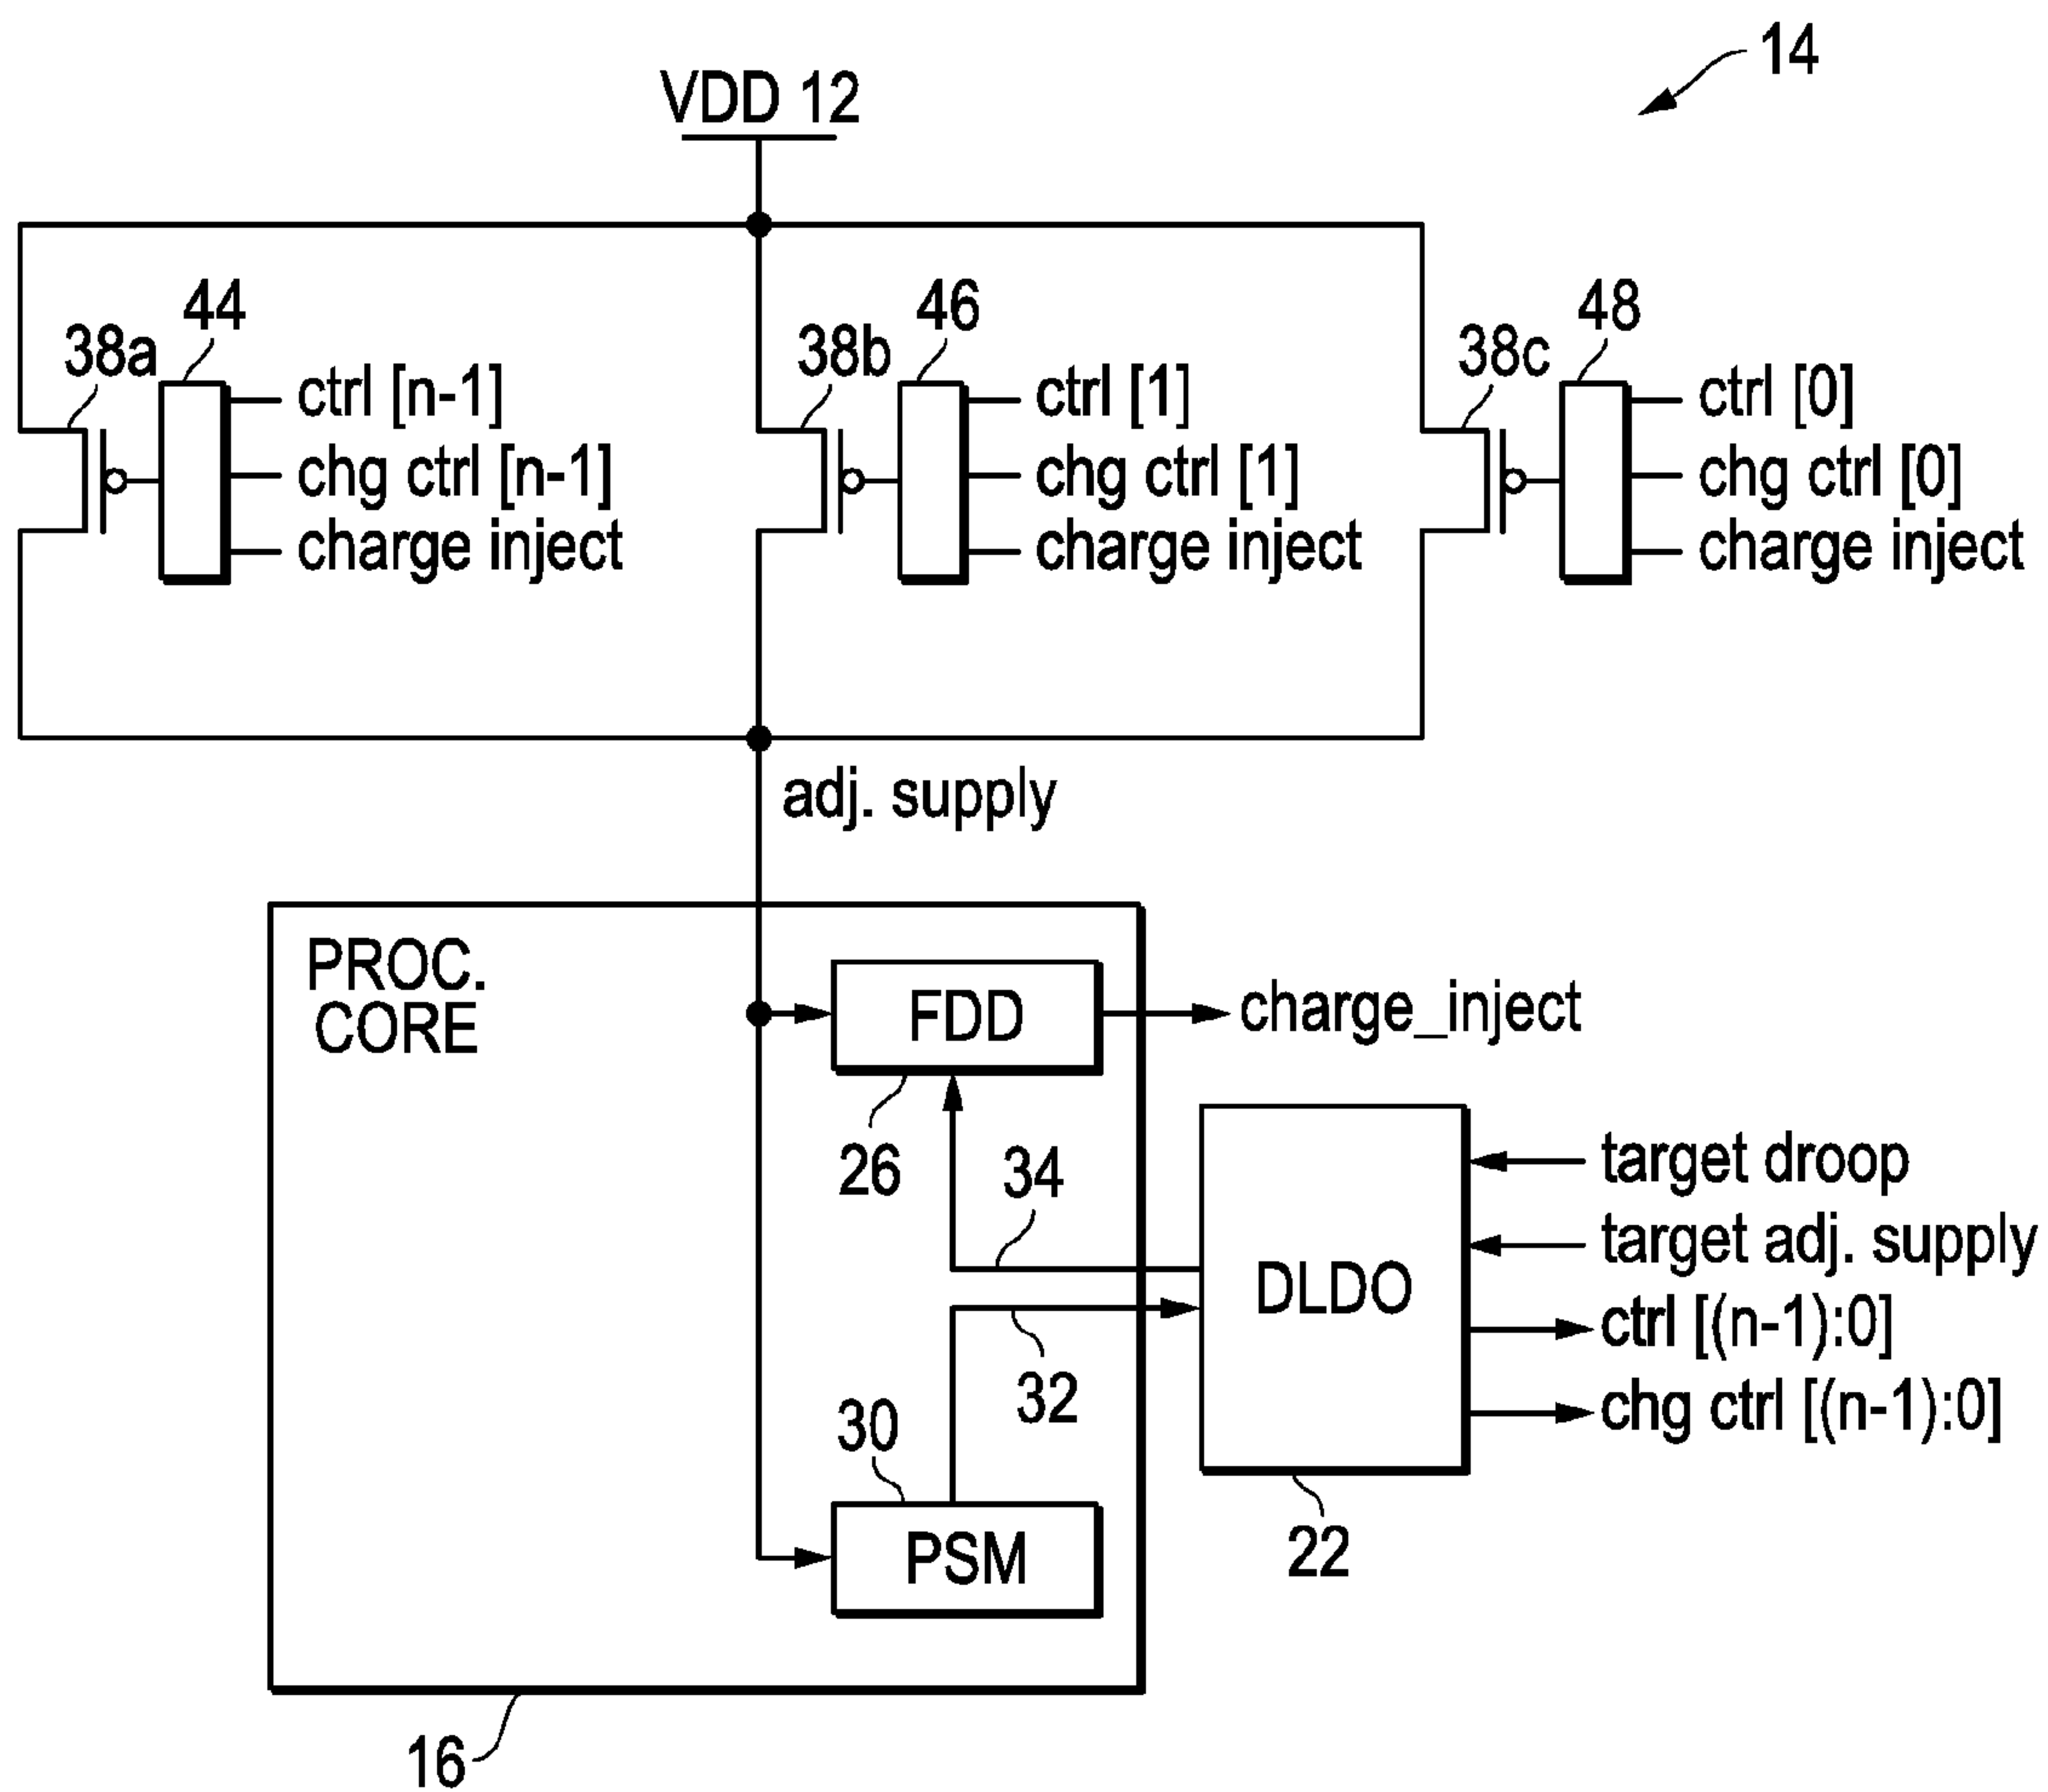 14
VDD 12
44
46
48
38a
38b
38c
ctrl [n-1]
chg ctrl [n-1]
charge inject
ctrl [1]
chg ctrl [1]
charge inject
ctrl [0]
chg ctrl [0]
charge inject
adj. supply
PROC.
CORE
FDD
charge_inject
26
34
target droop
target adj. supply
DLDO
ctrl [(n-1):0]
chg ctrl [(n-1):0]
32
30
PSM
22
16